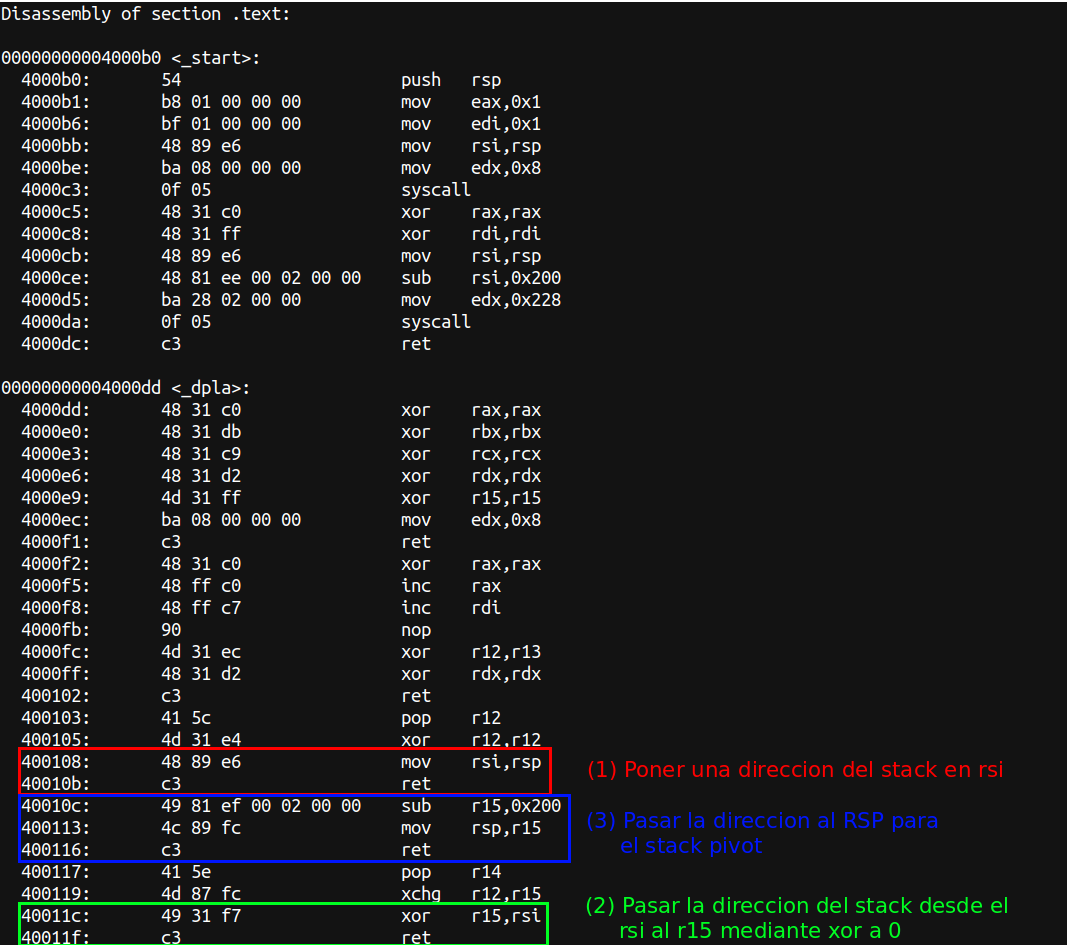 Disassembly of section .text:
00000000004000b0 <_start>:
4000b0: 54 push rsp
4000b1: b8 01 00 00 00 mov eax,0x1
4000b6: bf 01 00 00 00 mov edi,0x1
4000bb: 48 89 e6 mov rsi,rsp
4000be: ba 08 00 00 00 mov edx,0x8
4000c3: 0f 05 syscall
4000c5: 48 31 c0 xor rax,rax
4000c8: 48 31 ff xor rdi,rdi
4000cb: 48 89 e6 mov rsi,rsp
4000ce: 48 81 ee 00 02 00 00 sub rsi,0x200
4000d5: ba 28 02 00 00 mov edx,0x228
4000da: 0f 05 syscall
4000dc: c3 ret
00000000004000dd <_dpla>:
4000dd: 48 31 c0 xor rax,rax
4000e0: 48 31 db xor rbx,rbx
4000e3: 48 31 c9 xor rcx,rcx
4000e6: 48 31 d2 xor rdx,rdx
4000e9: 4d 31 ff xor r15,r15
4000ec: ba 08 00 00 00 mov edx,0x8
4000f1: c3 ret
4000f2: 48 31 c0 xor rax,rax
4000f5: 48 ff c0 inc rax
4000f8: 48 ff c7 inc rdi
4000fb: 90 nop
4000fc: 4d 31 ec xor r12,r13
4000ff: 48 31 d2 xor rdx,rdx
400102: c3 ret
400103: 41 5c pop r12
400105: 4d 31 e4 xor r12,r12
400108: 48 89 e6 mov rsi,rsp (1) Poner una direccion del stack en rsi
40010b: c3 ret
40010c: 49 81 ef 00 02 00 00 sub r15,0x200 (3) Pasar la direccion al RSP para
400113: 4c 89 fc mov rsp,r15 el stack pivot
400116: c3 ret
400117: 41 5e pop r14
400119: 4d 87 fc xchg r12,r15
40011c: 49 31 f7 xor r15,rsi (2) Pasar la direccion del stack desde el
40011f: c3 ret rsi al r15 mediante xor a 0